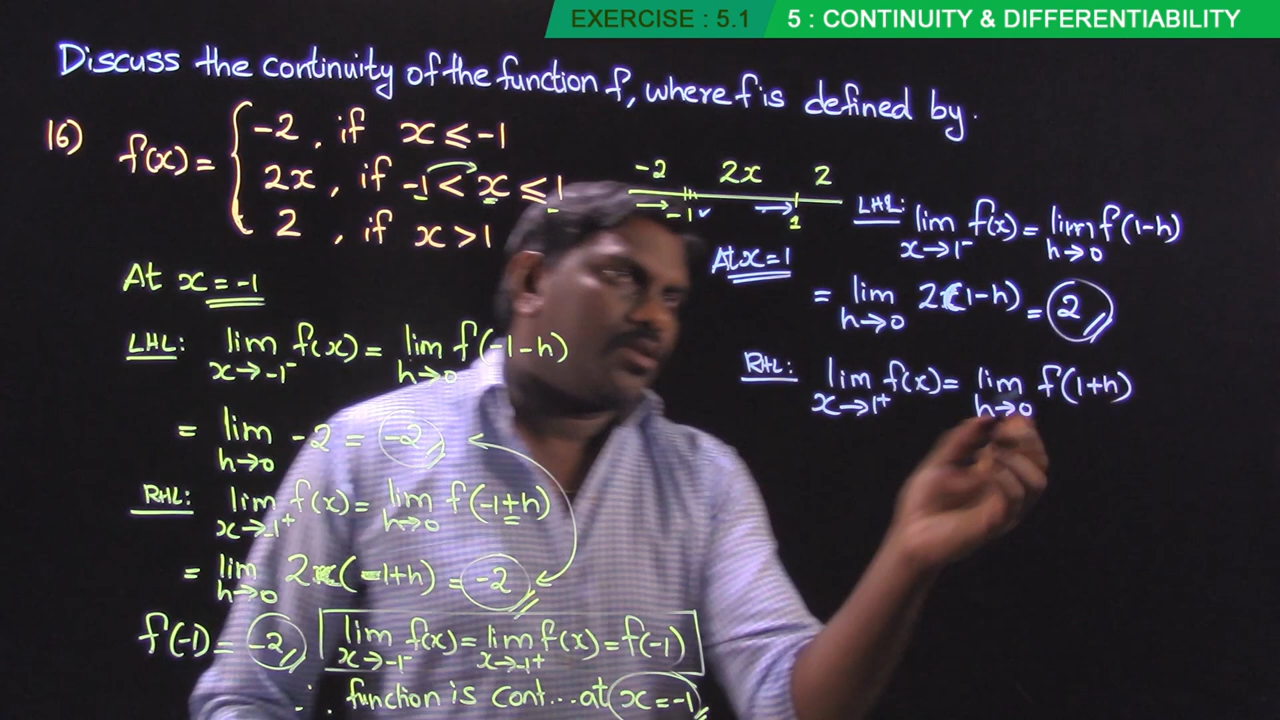 EXERCISE : 5.1 5 : CONTINUITY & DIFFERENTIABILITY
Discuss the continuity of the function f, where f is defined by.
16) f(x) = { -2 , if x ≤ -1
2x , if -1 < x ≤ 1
2 , if x > 1
-2 2x 2
-1 ✓ 1
At x = -1
LHL: lim x→-1⁻ f(x) = lim h→0 f(-1-h)
= lim h→0 -2 = -2
RHL: lim x→-1⁺ f(x) = lim h→0 f(-1+h)
= lim h→0 2(-1+h) = -2
f(-1) = -2
lim x→-1⁻ f(x) = lim x→-1⁺ f(x) = f(-1)
∴ function is cont... at x = -1
At x = 1
LHL: lim x→1⁻ f(x) = lim h→0 f(1-h)
= lim h→0 2(1-h) = 2
RHL: lim x→1⁺ f(x) = lim h→0 f(1+h)